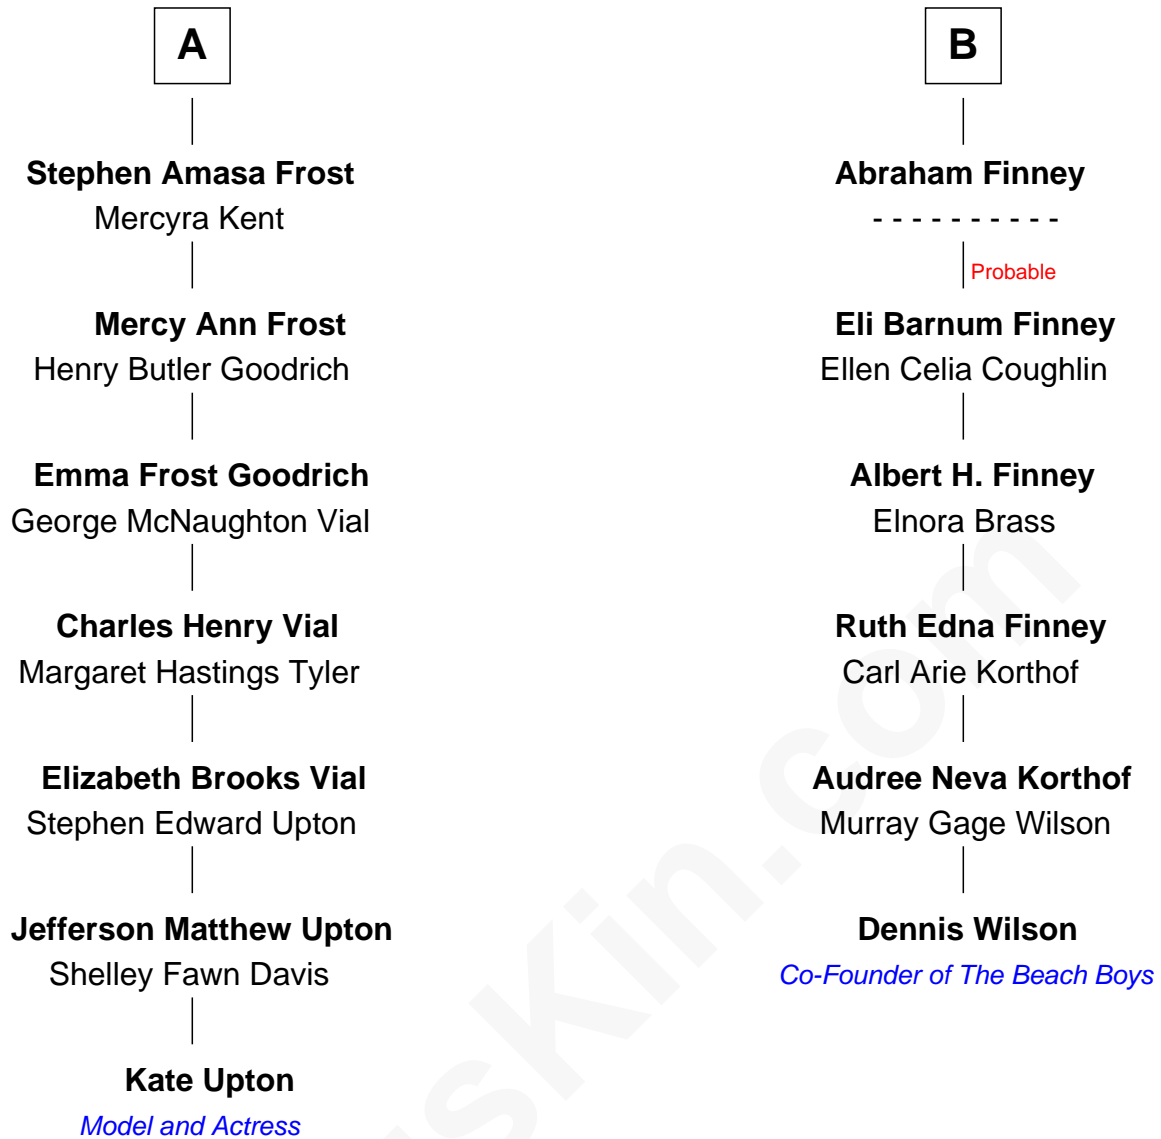 A
Stephen Amasa Frost
Mercyra Kent
Mercy Ann Frost
Henry Butler Goodrich
Emma Frost Goodrich
George McNaughton Vial
Charles Henry Vial
Margaret Hastings Tyler
Elizabeth Brooks Vial
Stephen Edward Upton
Jefferson Matthew Upton
Shelley Fawn Davis
Kate Upton
Model and Actress
B
Abraham Finney
- - - - - - - - - -
Probable
Eli Barnum Finney
Ellen Celia Coughlin
Albert H. Finney
Elnora Brass
Ruth Edna Finney
Carl Arie Korthof
Audree Neva Korthof
Murray Gage Wilson
Dennis Wilson
Co-Founder of The Beach Boys
sKin.com